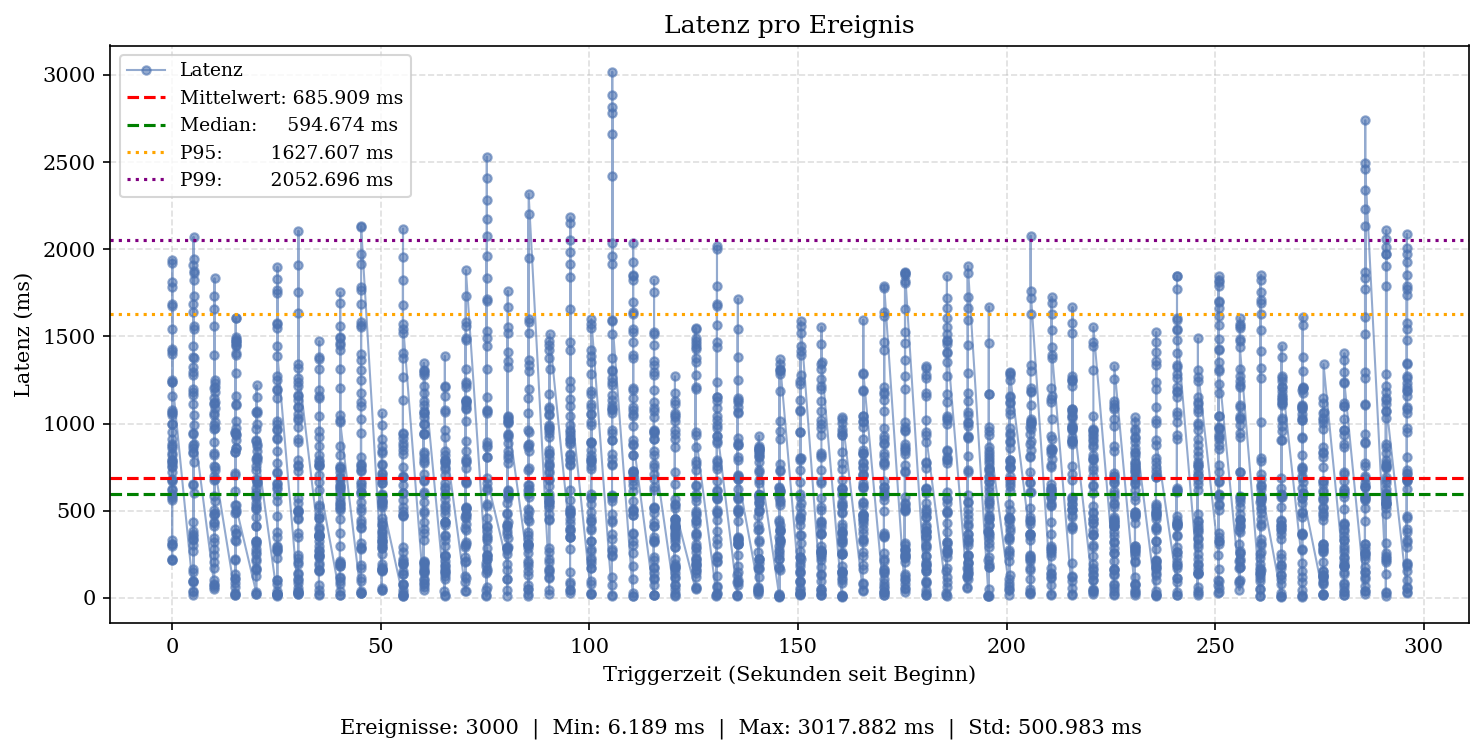 Latenz pro Ereignis
Latenz
Mittelwert: 685.909 ms
Median: 594.674 ms
P95: 1627.607 ms
P99: 2052.696 ms
Latenz (ms)
3000
2500
2000
1500
1000
500
0
0 50 100 150 200 250 300
Triggerzeit (Sekunden seit Beginn)
Ereignisse: 3000 | Min: 6.189 ms | Max: 3017.882 ms | Std: 500.983 ms